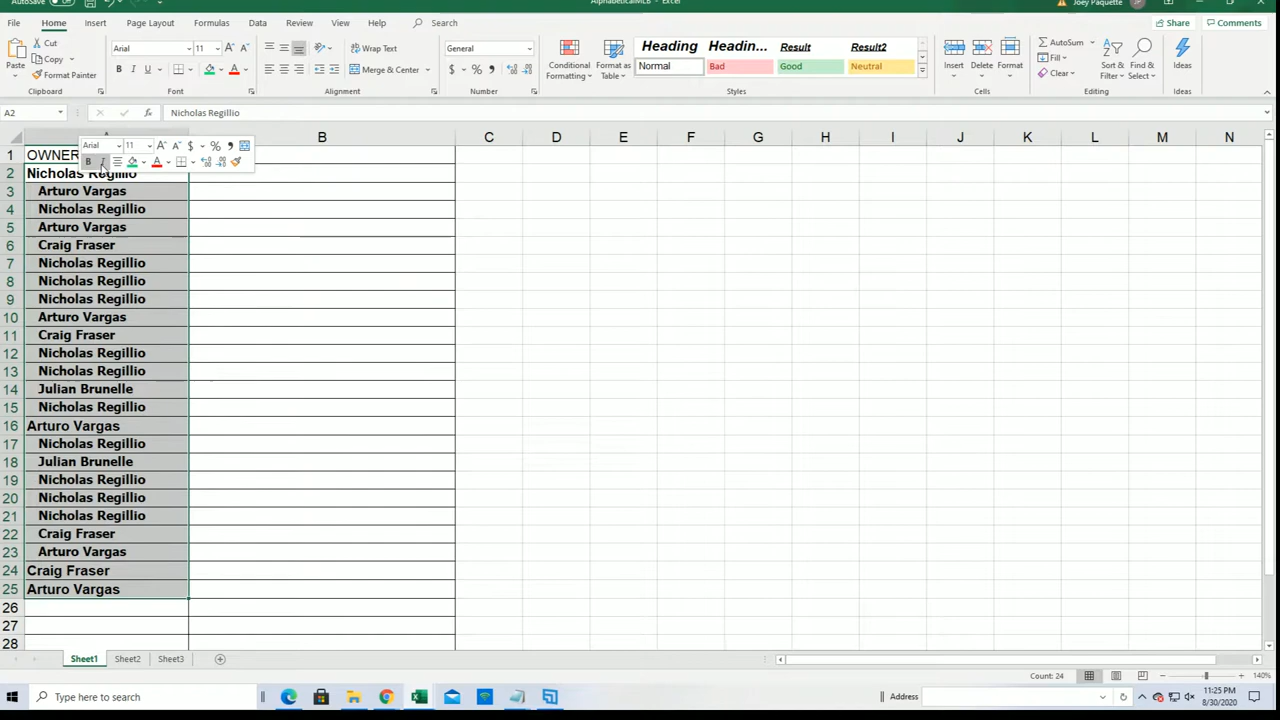 AutoSave Off
AlphabeticalMLB - Excel
Joey Paquette JP
File Home Insert Page Layout Formulas Data Review View Help Search
Share Comments
Paste
Cut
Copy
Format Painter
Clipboard
Arial 11 A A
B I U A
Font
Wrap Text
Merge & Center
Alignment
General
$ % ,
Number
Conditional Formatting
Format as Table
Heading Headin... Result Result2
Normal Bad Good Neutral
Styles
Insert Delete Format
Cells
AutoSum
Fill
Clear
Sort & Filter
Find & Select
Editing
Ideas
Ideas
A2 fx Nicholas Regillio
A B C D E F G H I J K L M N
Arial 11 A A $ % ,
B I A
1 OWNER
2 Nicholas Regillio
3 Arturo Vargas
4 Nicholas Regillio
5 Arturo Vargas
6 Craig Fraser
7 Nicholas Regillio
8 Nicholas Regillio
9 Nicholas Regillio
10 Arturo Vargas
11 Craig Fraser
12 Nicholas Regillio
13 Nicholas Regillio
14 Julian Brunelle
15 Nicholas Regillio
16 Arturo Vargas
17 Nicholas Regillio
18 Julian Brunelle
19 Nicholas Regillio
20 Nicholas Regillio
21 Nicholas Regillio
22 Craig Fraser
23 Arturo Vargas
24 Craig Fraser
25 Arturo Vargas
26
27
28
Sheet1 Sheet2 Sheet3
Count: 24 140%
Type here to search
Address
11:25 PM
8/30/2020